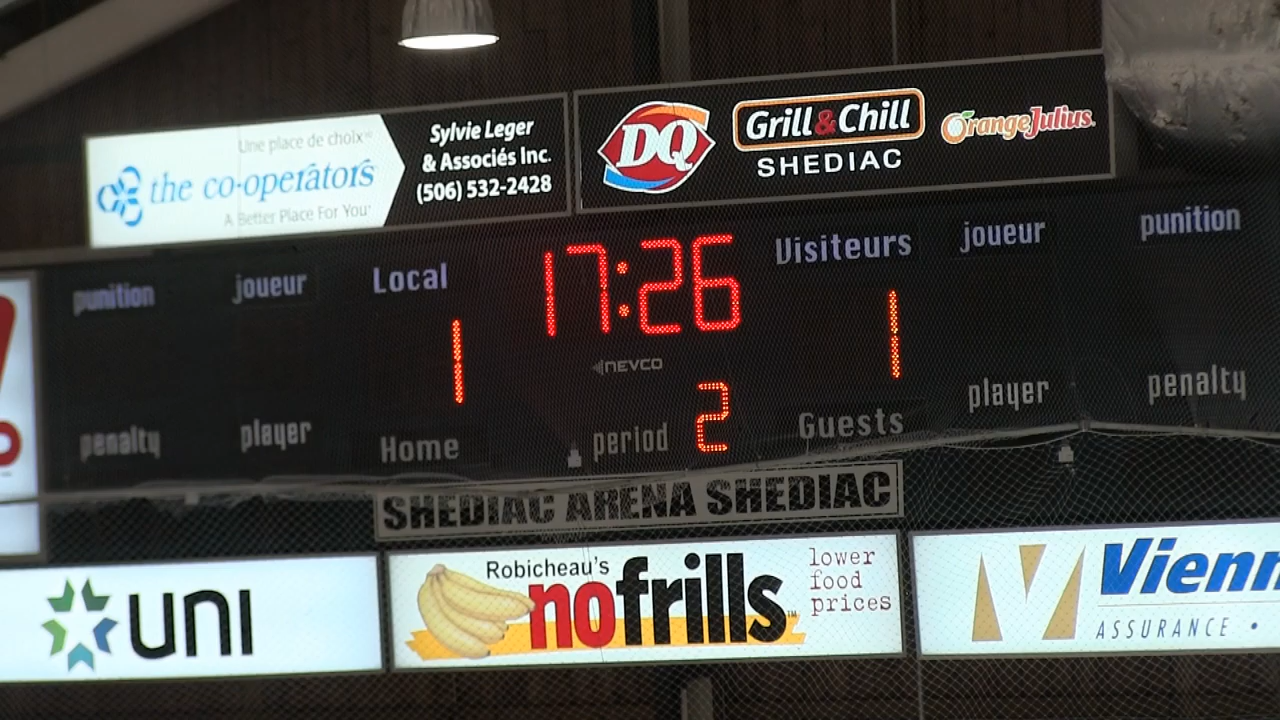 Une place de choix™
the co-operators
A Better Place For You®
Sylvie Leger
& Associés Inc.
(506) 532-2428
DQ
Grill & Chill
SHEDIAC
Orange Julius.
punition
joueur
Local
17:26
Visiteurs
joueur
punition
1
NEVCO
1
penalty
player
Home
period
2
Guests
player
penalty
SHEDIAC ARENA SHEDIAC
UNI
Robicheau's
nofrills™
lower
food
prices
Vienn
ASSURANCE •